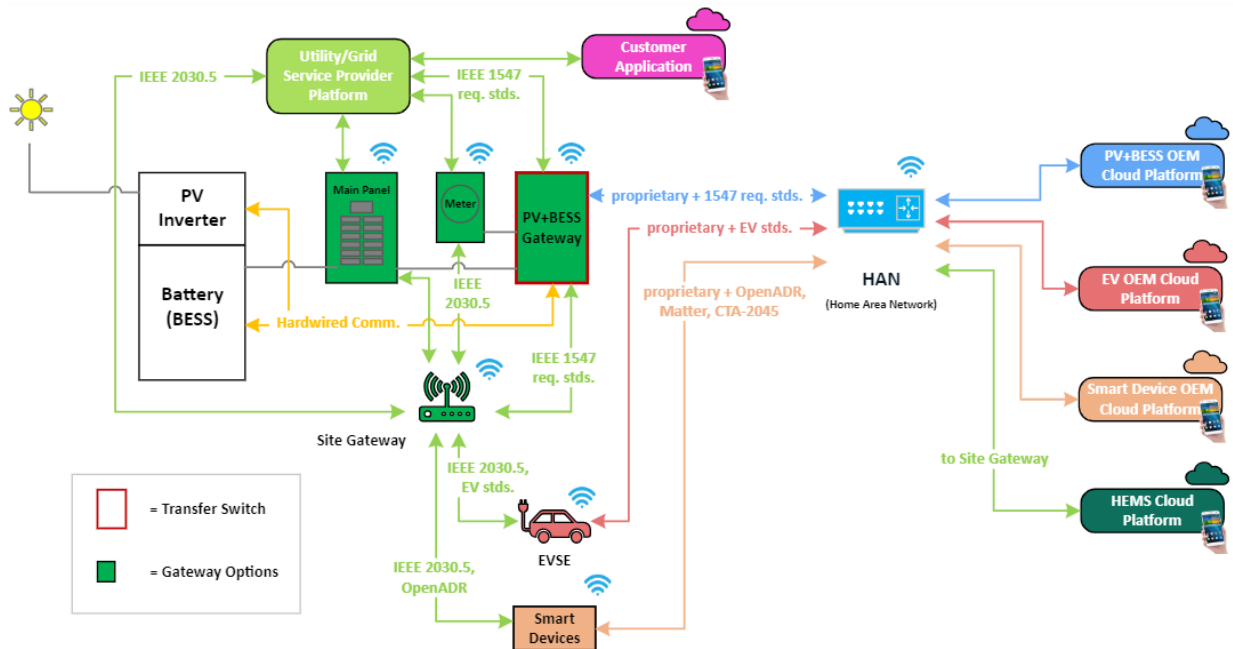 Customer
Application
Utility/Grid
Service Provider
Platform
IEEE 2030.5
IEEE 1547
req. stds.
PV+BESS OEM
Cloud Platform
Main Panel
Meter
PV
Inverter
PV+BESS
Gateway
proprietary + 1547 req. stds.
proprietary + EV stds.
HAN
(Home Area Network)
EV OEM Cloud
Platform
Battery
(BESS)
IEEE
2030.5
proprietary + OpenADR,
Matter, CTA-2045
Hardwired Comm.
IEEE 1547
req. stds.
Smart Device OEM
Cloud Platform
Site Gateway
to Site Gateway
IEEE 2030.5,
EV stds.
HEMS Cloud
Platform
= Transfer Switch
= Gateway Options
EVSE
IEEE 2030.5,
OpenADR
Smart
Devices